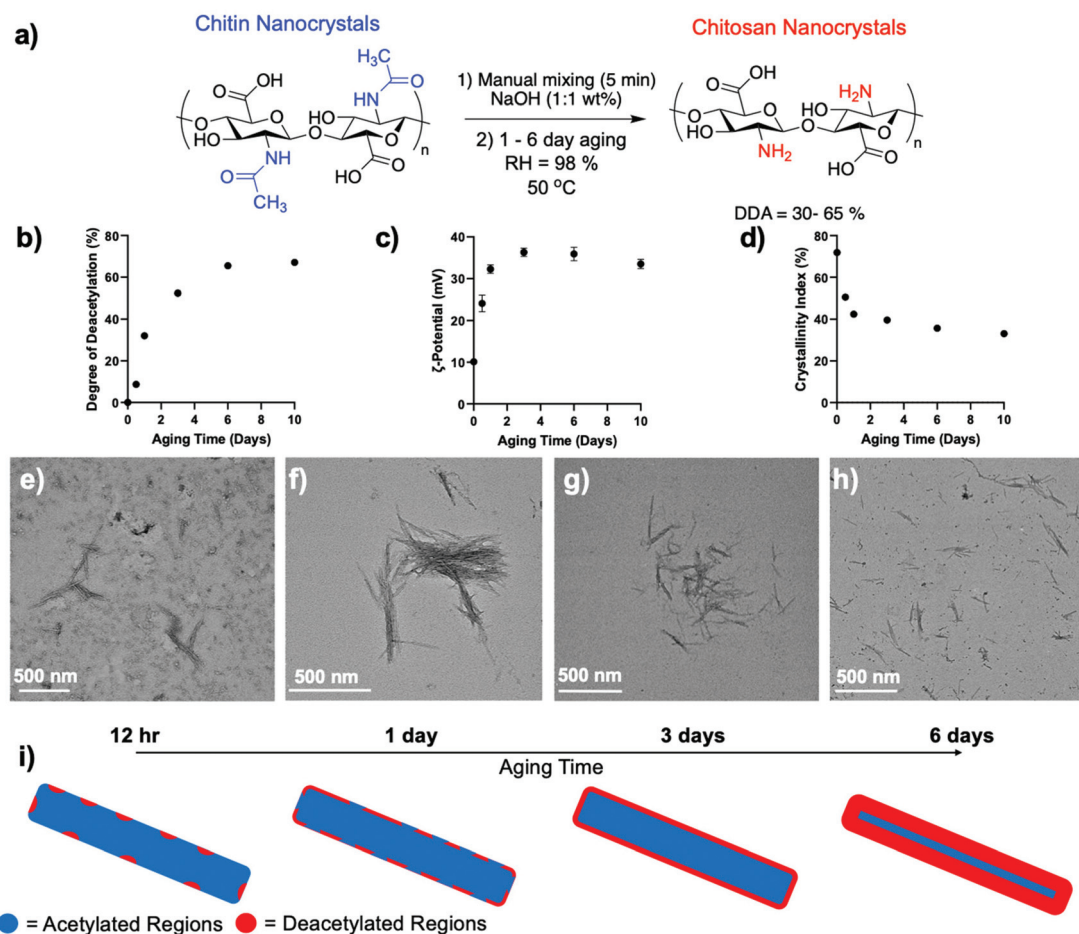 a)
Chitin Nanocrystals
Chitosan Nanocrystals
H₃C
O
OH
HN
HO
O
O
O
HO
O
O
n
NH
O
HO
O
CH₃
1) Manual mixing (5 min)
NaOH (1:1 wt%)
2) 1 - 6 day aging
RH = 98 %
50 °C
O
OH
H₂N
HO
O
O
O
HO
O
O
n
NH₂
HO
O
DDA = 30- 65 %
b)
Degree of Deacetylation (%)
80
60
40
20
0
0 2 4 6 8 10
Aging Time (Days)
c)
ζ-Potential (mV)
40
30
20
10
0
0 2 4 6 8 10
Aging Time (Days)
d)
Crystallinity Index (%)
80
60
40
20
0
0 2 4 6 8 10
Aging Time (Days)
e)
500 nm
f)
500 nm
g)
500 nm
h)
500 nm
12 hr
1 day
3 days
6 days
Aging Time
i)
= Acetylated Regions
= Deacetylated Regions